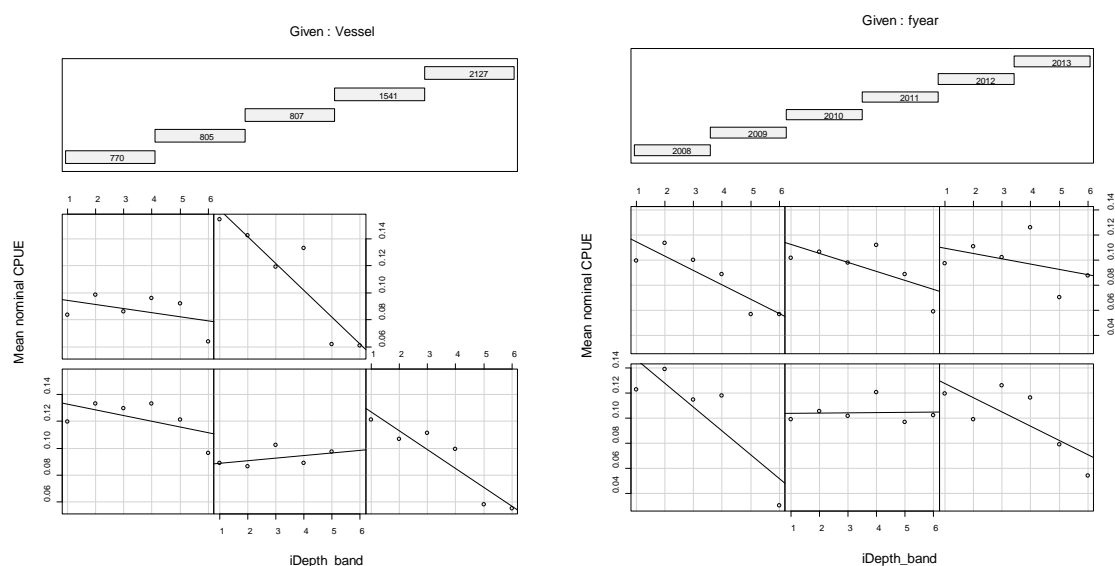 Given : Vessel
2127
1541
807
805
770
1 2 3 4 5 6
0.06 0.08 0.10 0.12 0.14
Mean nominal CPUE
0.06 0.08 0.10 0.12 0.14
1 2 3 4 5 6
1 2 3 4 5 6
iDepth_band
Given : fyear
2013
2012
2011
2010
2009
2008
1 2 3 4 5 6
1 2 3 4 5 6
0.04 0.06 0.08 0.10 0.12 0.14
Mean nominal CPUE
0.04 0.06 0.08 0.10 0.12 0.14
1 2 3 4 5 6
iDepth_band